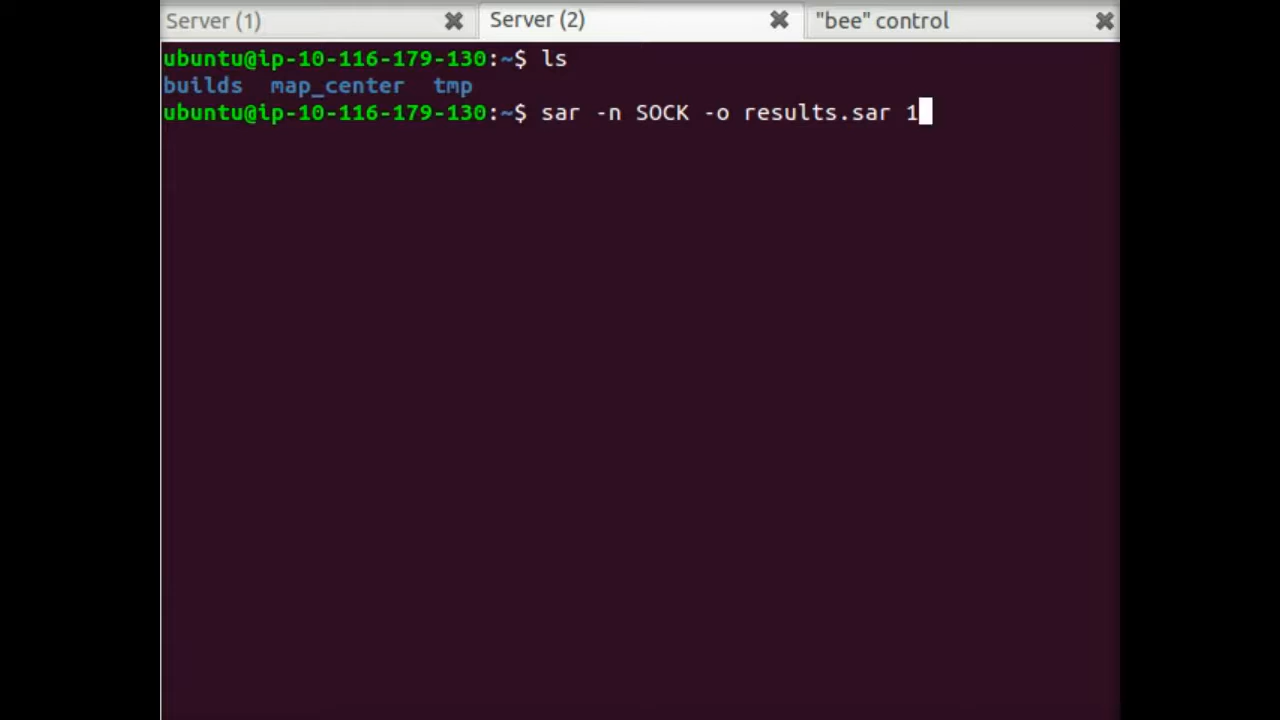 Server (1) Server (2) "bee" control
ubuntu@ip-10-116-179-130:~$ ls
builds map_center tmp
ubuntu@ip-10-116-179-130:~$ sar -n SOCK -o results.sar 1